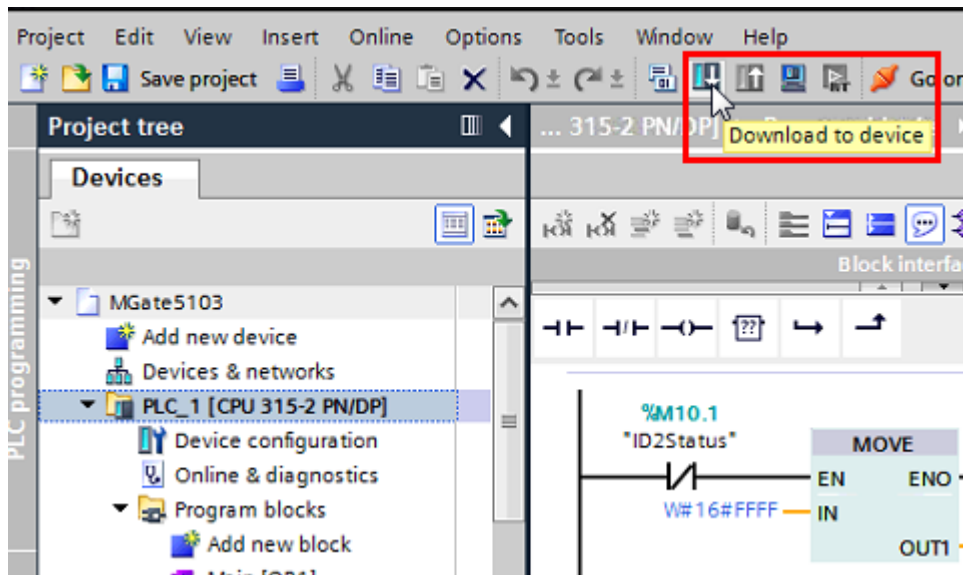 Project Edit View Insert Online Options Tools Window Help
Save project
Project tree
... 315-2 PN/DP]
Download to device
Devices
Block interfa
PLC programming
MGate5103
Add new device
Devices & networks
PLC_1 [CPU 315-2 PN/DP]
Device configuration
Online & diagnostics
Program blocks
Add new block
Main [OB1]
%M10.1
"ID2Status"
MOVE
EN ENO
W#16#FFFF IN
OUT1